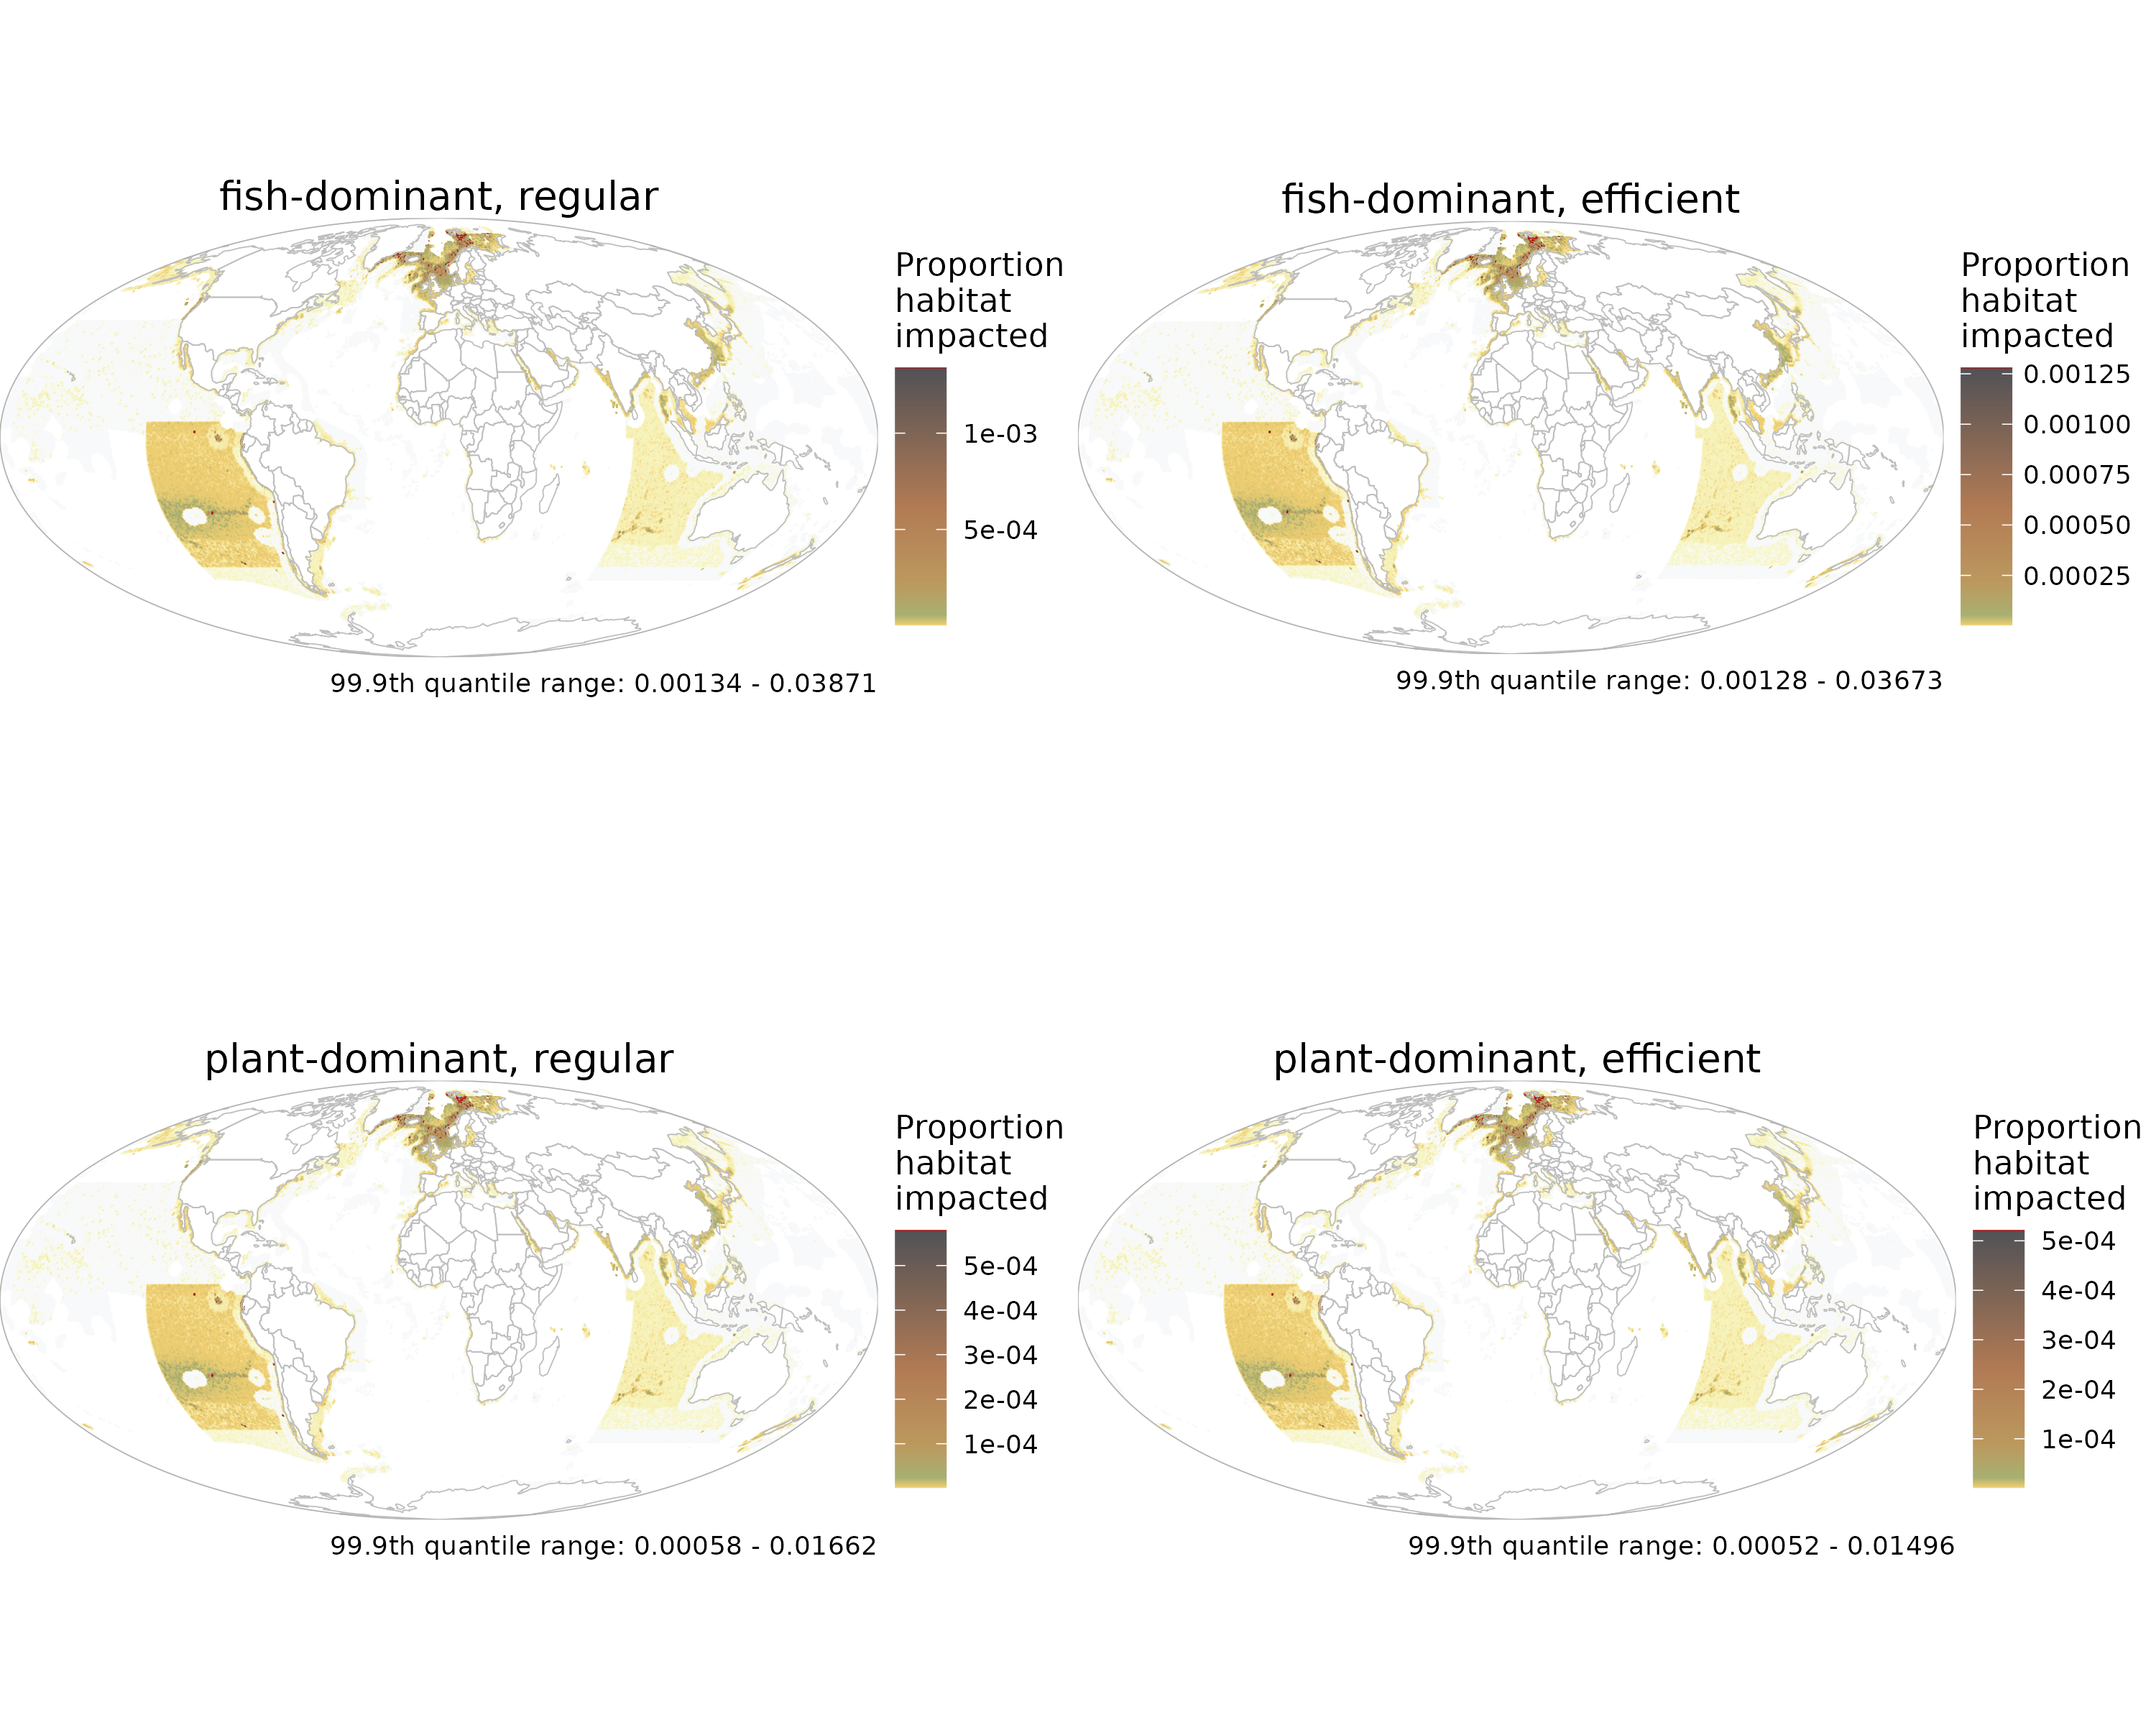 fish-dominant, regular
Proportion
habitat
impacted
1e-03
5e-04
99.9th quantile range: 0.00134 - 0.03871
fish-dominant, efficient
Proportion
habitat
impacted
0.00125
0.00100
0.00075
0.00050
0.00025
99.9th quantile range: 0.00128 - 0.03673
plant-dominant, regular
Proportion
habitat
impacted
5e-04
4e-04
3e-04
2e-04
1e-04
99.9th quantile range: 0.00058 - 0.01662
plant-dominant, efficient
Proportion
habitat
impacted
5e-04
4e-04
3e-04
2e-04
1e-04
99.9th quantile range: 0.00052 - 0.01496